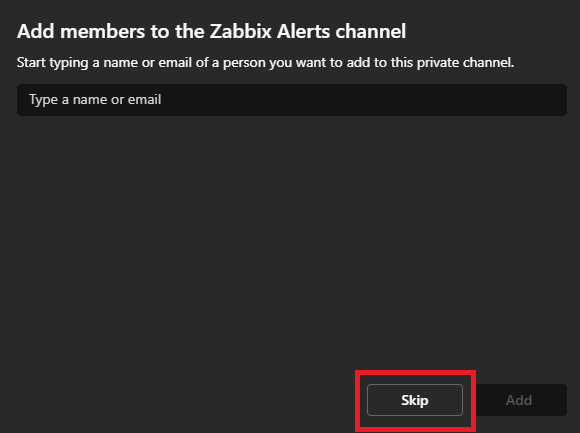 Add members to the Zabbix Alerts channel
Start typing a name or email of a person you want to add to this private channel.
Type a name or email
Skip
Add